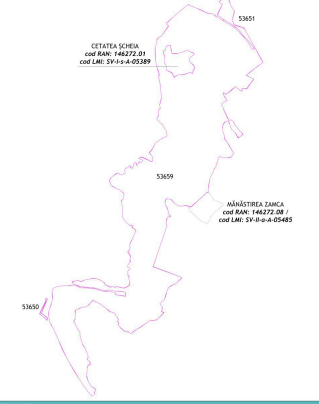 53651
CETATEA ȘCHEIA
cod RAN: 146272.01
cod LMI: SV-I-s-A-05389
53659
MĂNĂSTIREA ZAMCA
cod RAN: 146272.08 /
cod LMI: SV-II-a-A-05485
53650